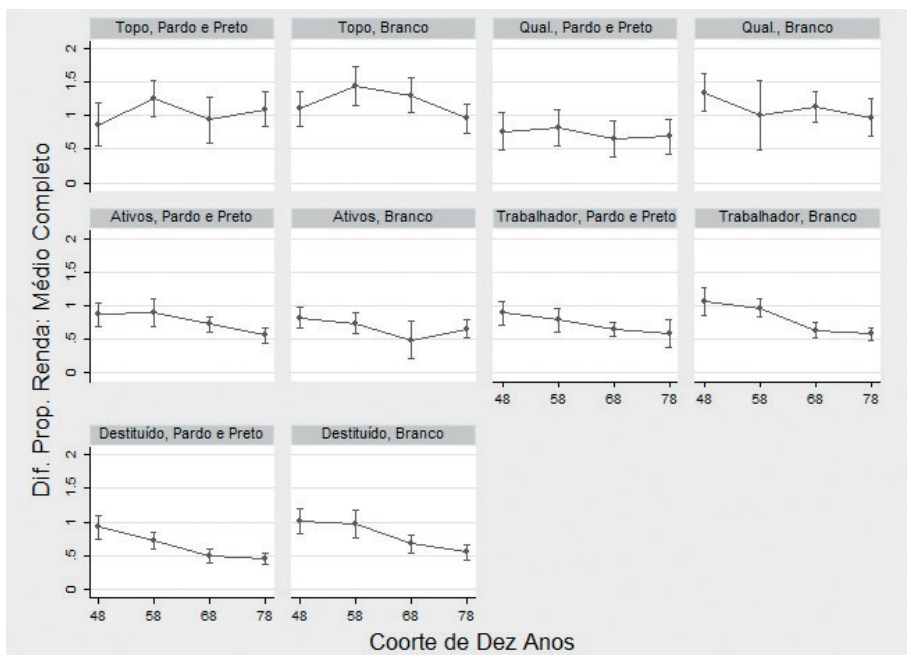 Topo, Pardo e Preto
Topo, Branco
Qual., Pardo e Preto
Qual., Branco
2
1.5
1
.5
0
Ativos, Pardo e Preto
Ativos, Branco
Trabalhador, Pardo e Preto
Trabalhador, Branco
2
1.5
1
.5
0
48 58 68 78
48 58 68 78
Destituído, Pardo e Preto
Destituído, Branco
2
1.5
1
.5
0
48 58 68 78
48 58 68 78
Dif. Prop. Renda: Médio Completo
Coorte de Dez Anos